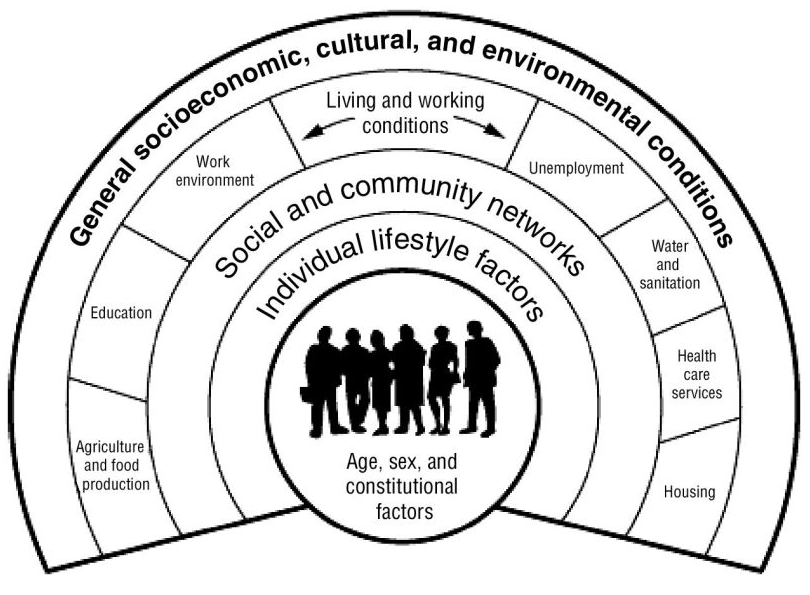 General socioeconomic, cultural, and environmental conditions
Living and working
conditions
Work
environment
Unemployment
Social and community networks
Water
and
sanitation
Individual lifestyle factors
Education
Health
care
services
Agriculture
and food
production
Housing
Age, sex, and
constitutional
factors